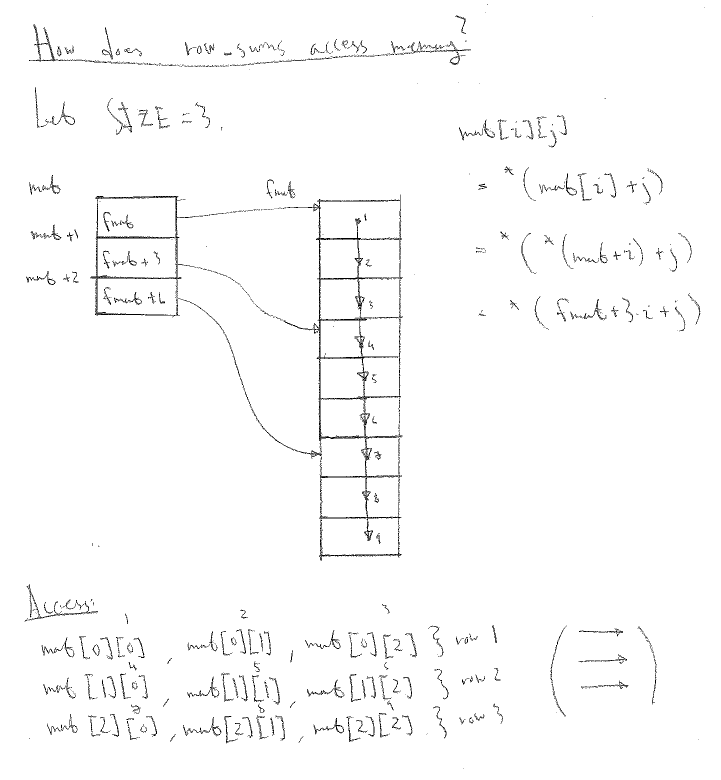 How does row_sums access memory?
Let SIZE = 3.
mat[i][j]
= *(mat[i] + j)
= *(*(mat+i) + j)
= *(fmat+3·i+j)
mat
fmat
mat+1
fmat
mat+2
fmat+3
fmat+6
1
2
3
4
5
6
7
8
9
Access:
1 2 3
mat[0][0] , mat[0][1] , mat[0][2] } row 1
4 5 6
mat[1][0] , mat[1][1] , mat[1][2] } row 2
7 8 9
mat[2][0] , mat[2][1] , mat[2][2] } row 3